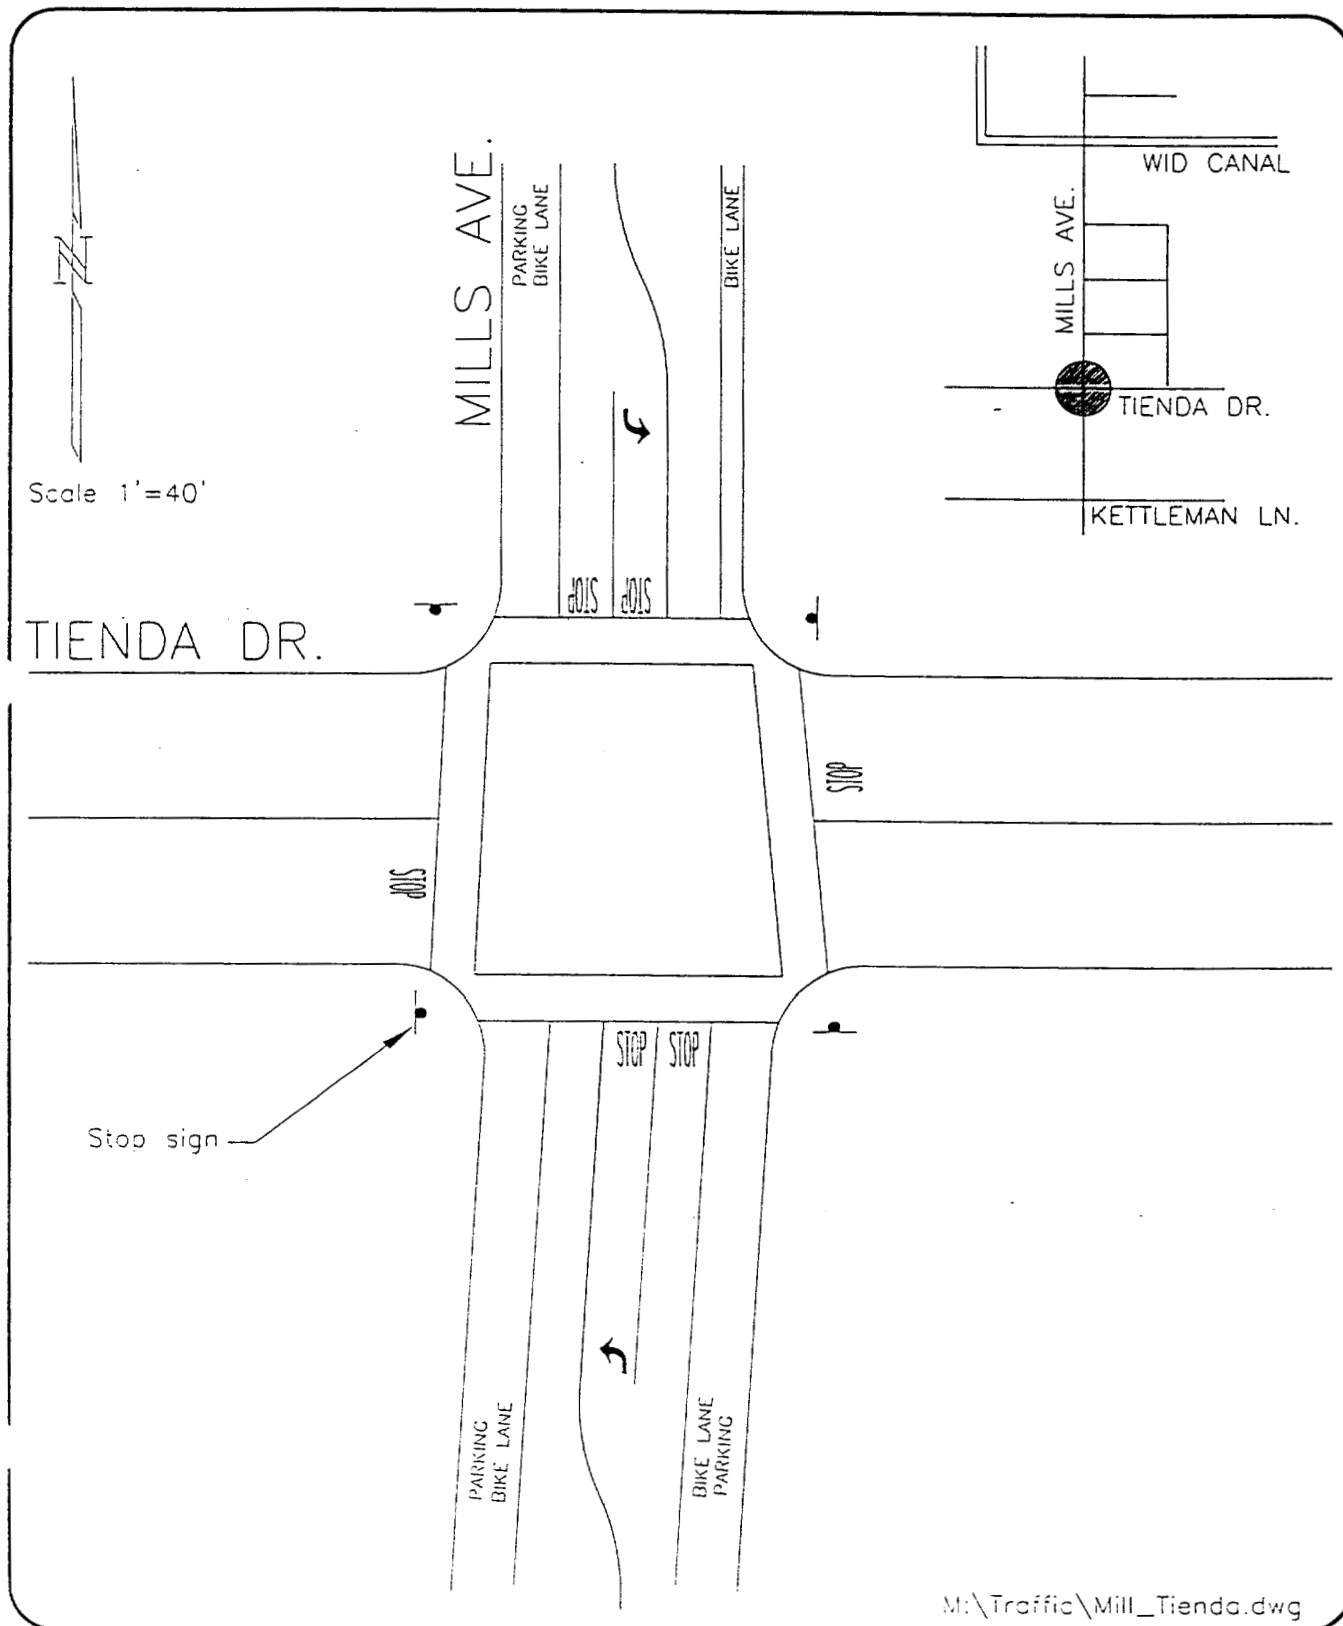 N
Scale 1'=40'
MILLS AVE.
PARKING
BIKE LANE
BIKE LANE
WID CANAL
MILLS AVE.
TIENDA DR.
KETTLEMAN LN.
TIENDA DR.
STOP
STOP
STOP
STOP
STOP
STOP
Stop sign
PARKING
BIKE LANE
BIKE LANE
PARKING
M:\Traffic\Mill_Tienda.dwg